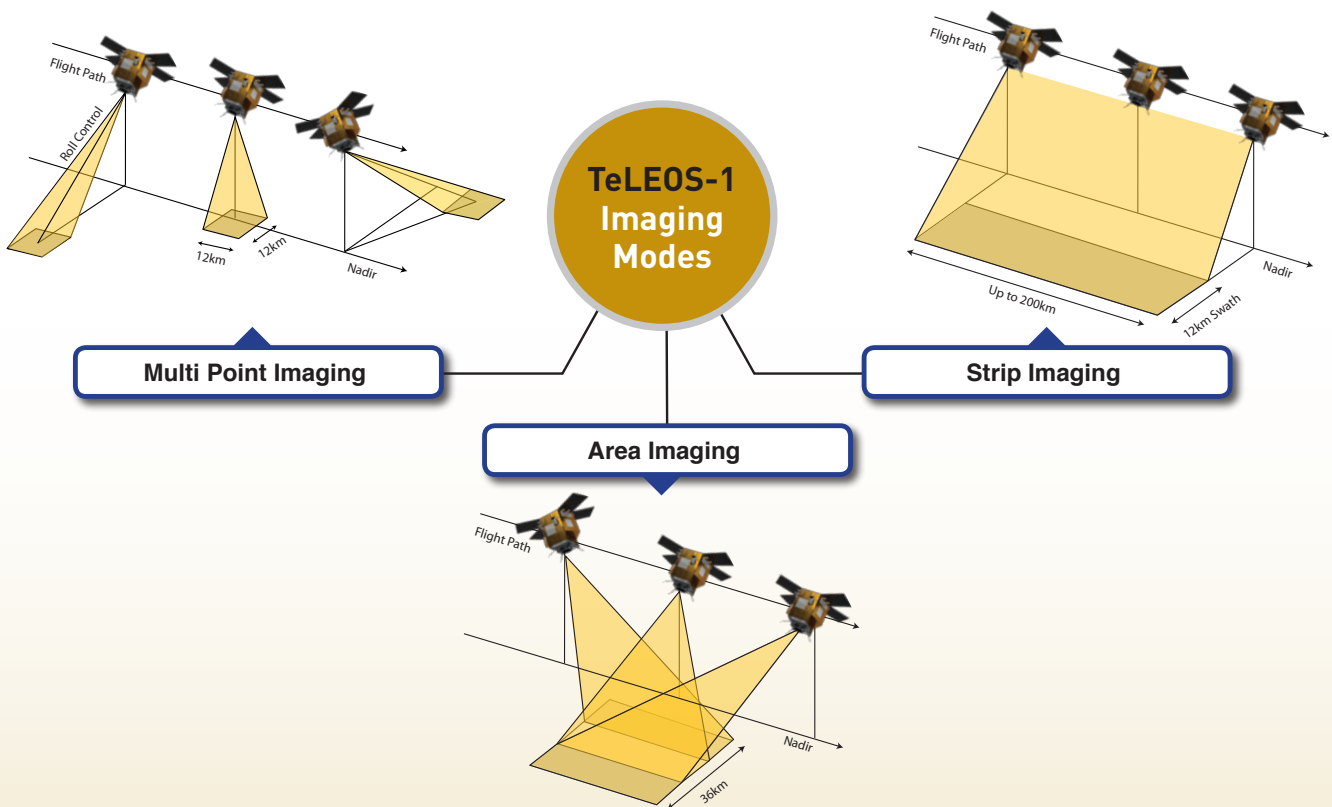 Flight Path
Roll Control
12km
12km
Nadir
Multi Point Imaging
TeLEOS-1
Imaging
Modes
Flight Path
Nadir
Up to 200km
12km Swath
Strip Imaging
Area Imaging
Flight Path
Nadir
36km